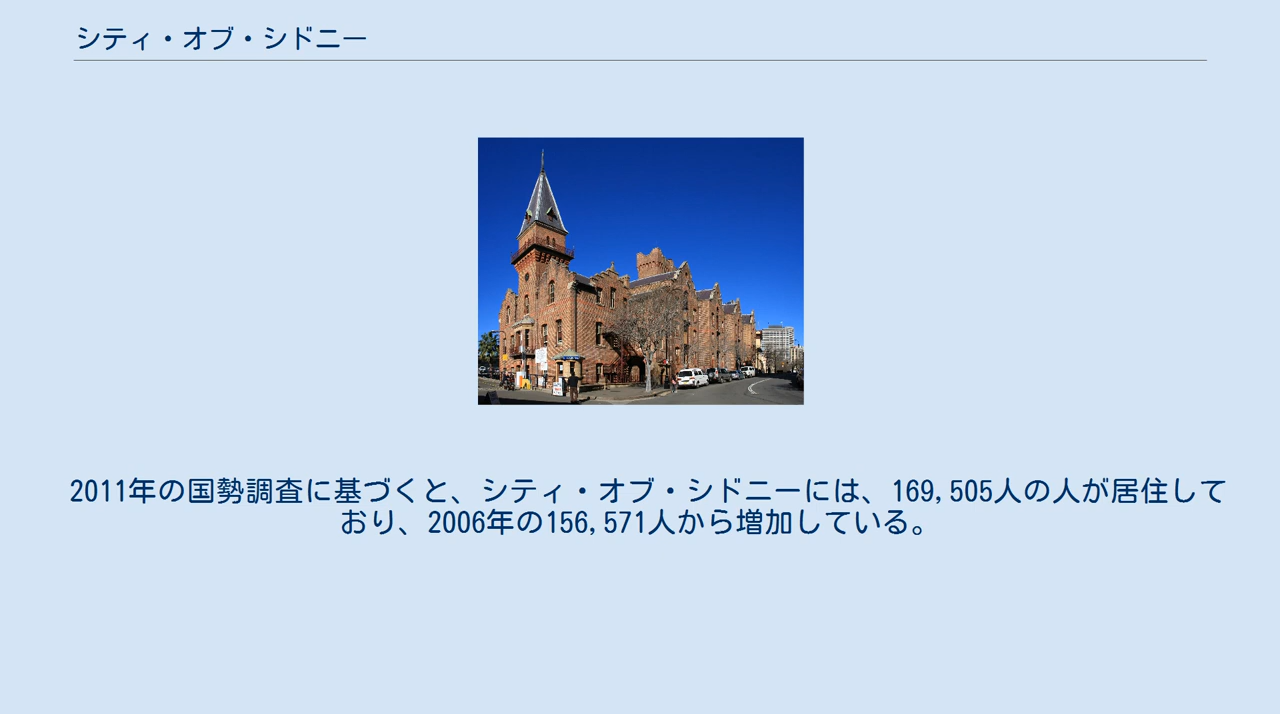 シティ・オブ・シドニー
2011年の国勢調査に基づくと、シティ・オブ・シドニーには、169,505人の人が居住して
おり、2006年の156,571人から増加している。